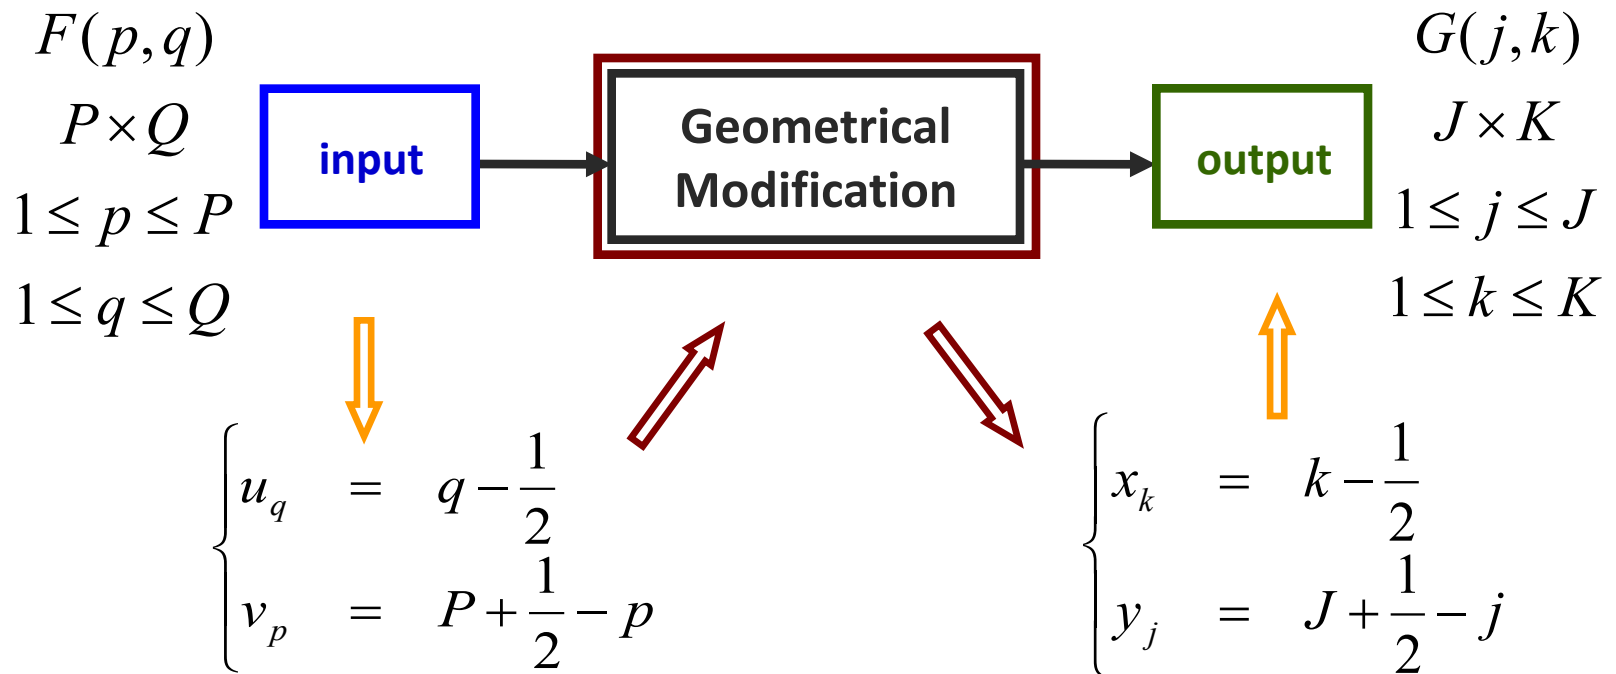 F(p,q)
P×Q
1 ≤ p ≤ P
1 ≤ q ≤ Q
input
Geometrical
Modification
output
G(j,k)
J×K
1 ≤ j ≤ J
1 ≤ k ≤ K
u_q = q − 1/2
v_p = P + 1/2 − p
x_k = k − 1/2
y_j = J + 1/2 − j